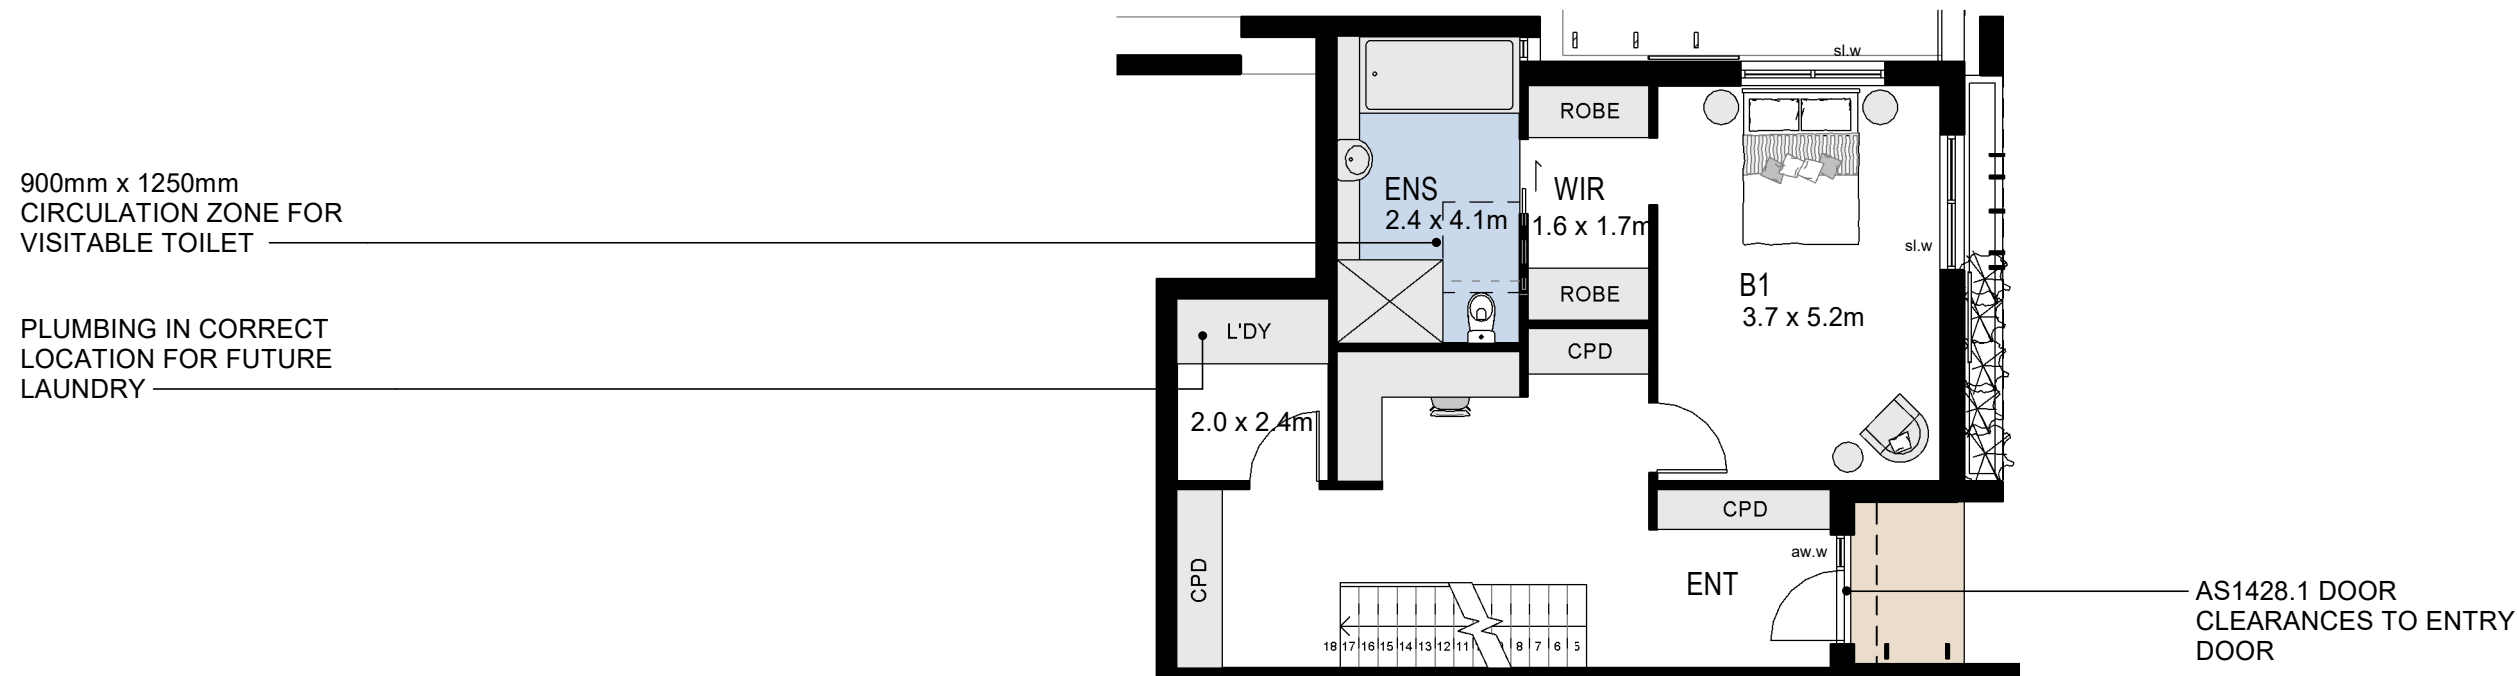 900mm x 1250mm
CIRCULATION ZONE FOR
VISITABLE TOILET
PLUMBING IN CORRECT
LOCATION FOR FUTURE
LAUNDRY
sl.w
ROBE
ENS
2.4 x 4.1m
WIR
1.6 x 1.7m
sl.w
ROBE
B1
3.7 x 5.2m
L'DY
CPD
2.0 x 2.4m
CPD
CPD
aw.w
ENT
18 17 16 15 14 13 12 11 8 7 6 5
AS1428.1 DOOR
CLEARANCES TO ENTRY
DOOR